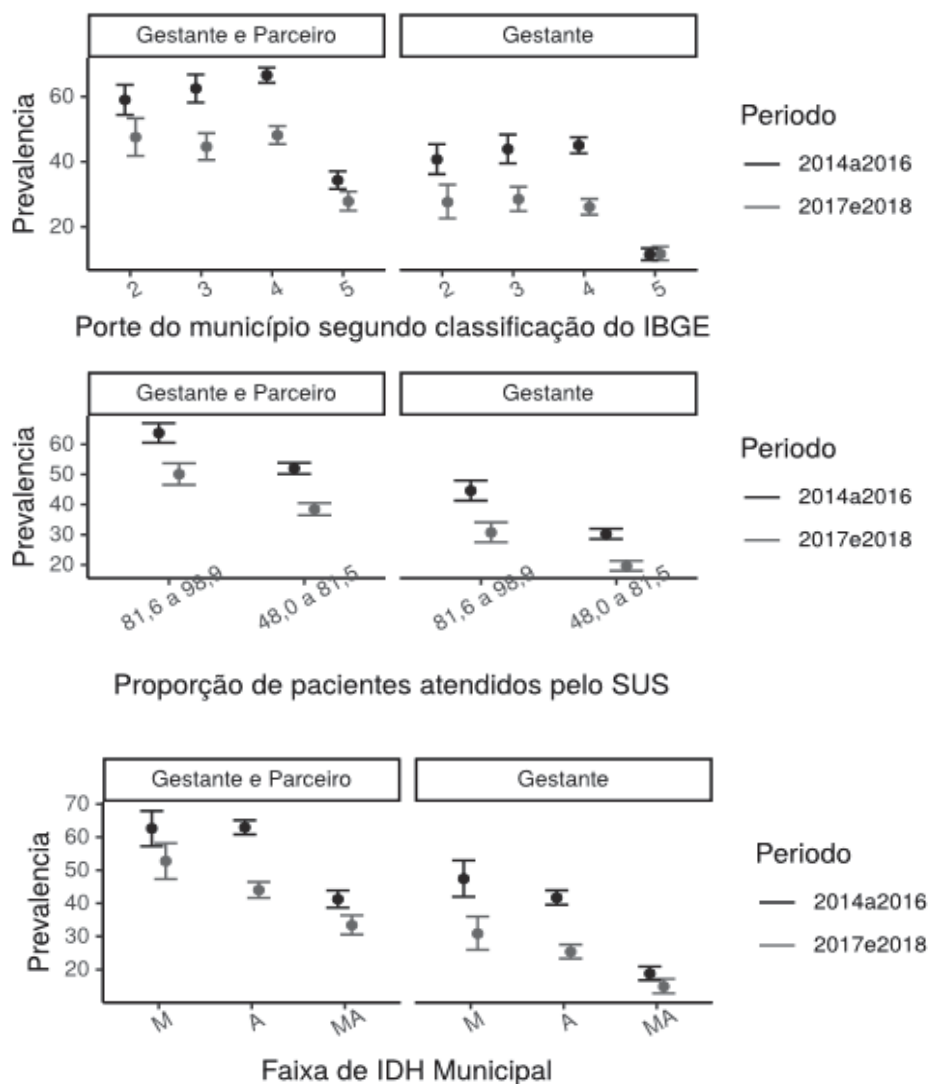 Gestante e Parceiro
Gestante
Prevalencia
60
40
20
2
3
4
5
2
3
4
5
Porte do município segundo classificação do IBGE
Periodo
2014a2016
2017e2018
Gestante e Parceiro
Gestante
Prevalencia
60
50
40
30
20
81,6 a 98,9
48,0 a 81,5
81,6 a 98,9
48,0 a 81,5
Proporção de pacientes atendidos pelo SUS
Periodo
2014a2016
2017e2018
Gestante e Parceiro
Gestante
Prevalencia
70
60
50
40
30
20
M
A
MA
M
A
MA
Faixa de IDH Municipal
Periodo
2014a2016
2017e2018